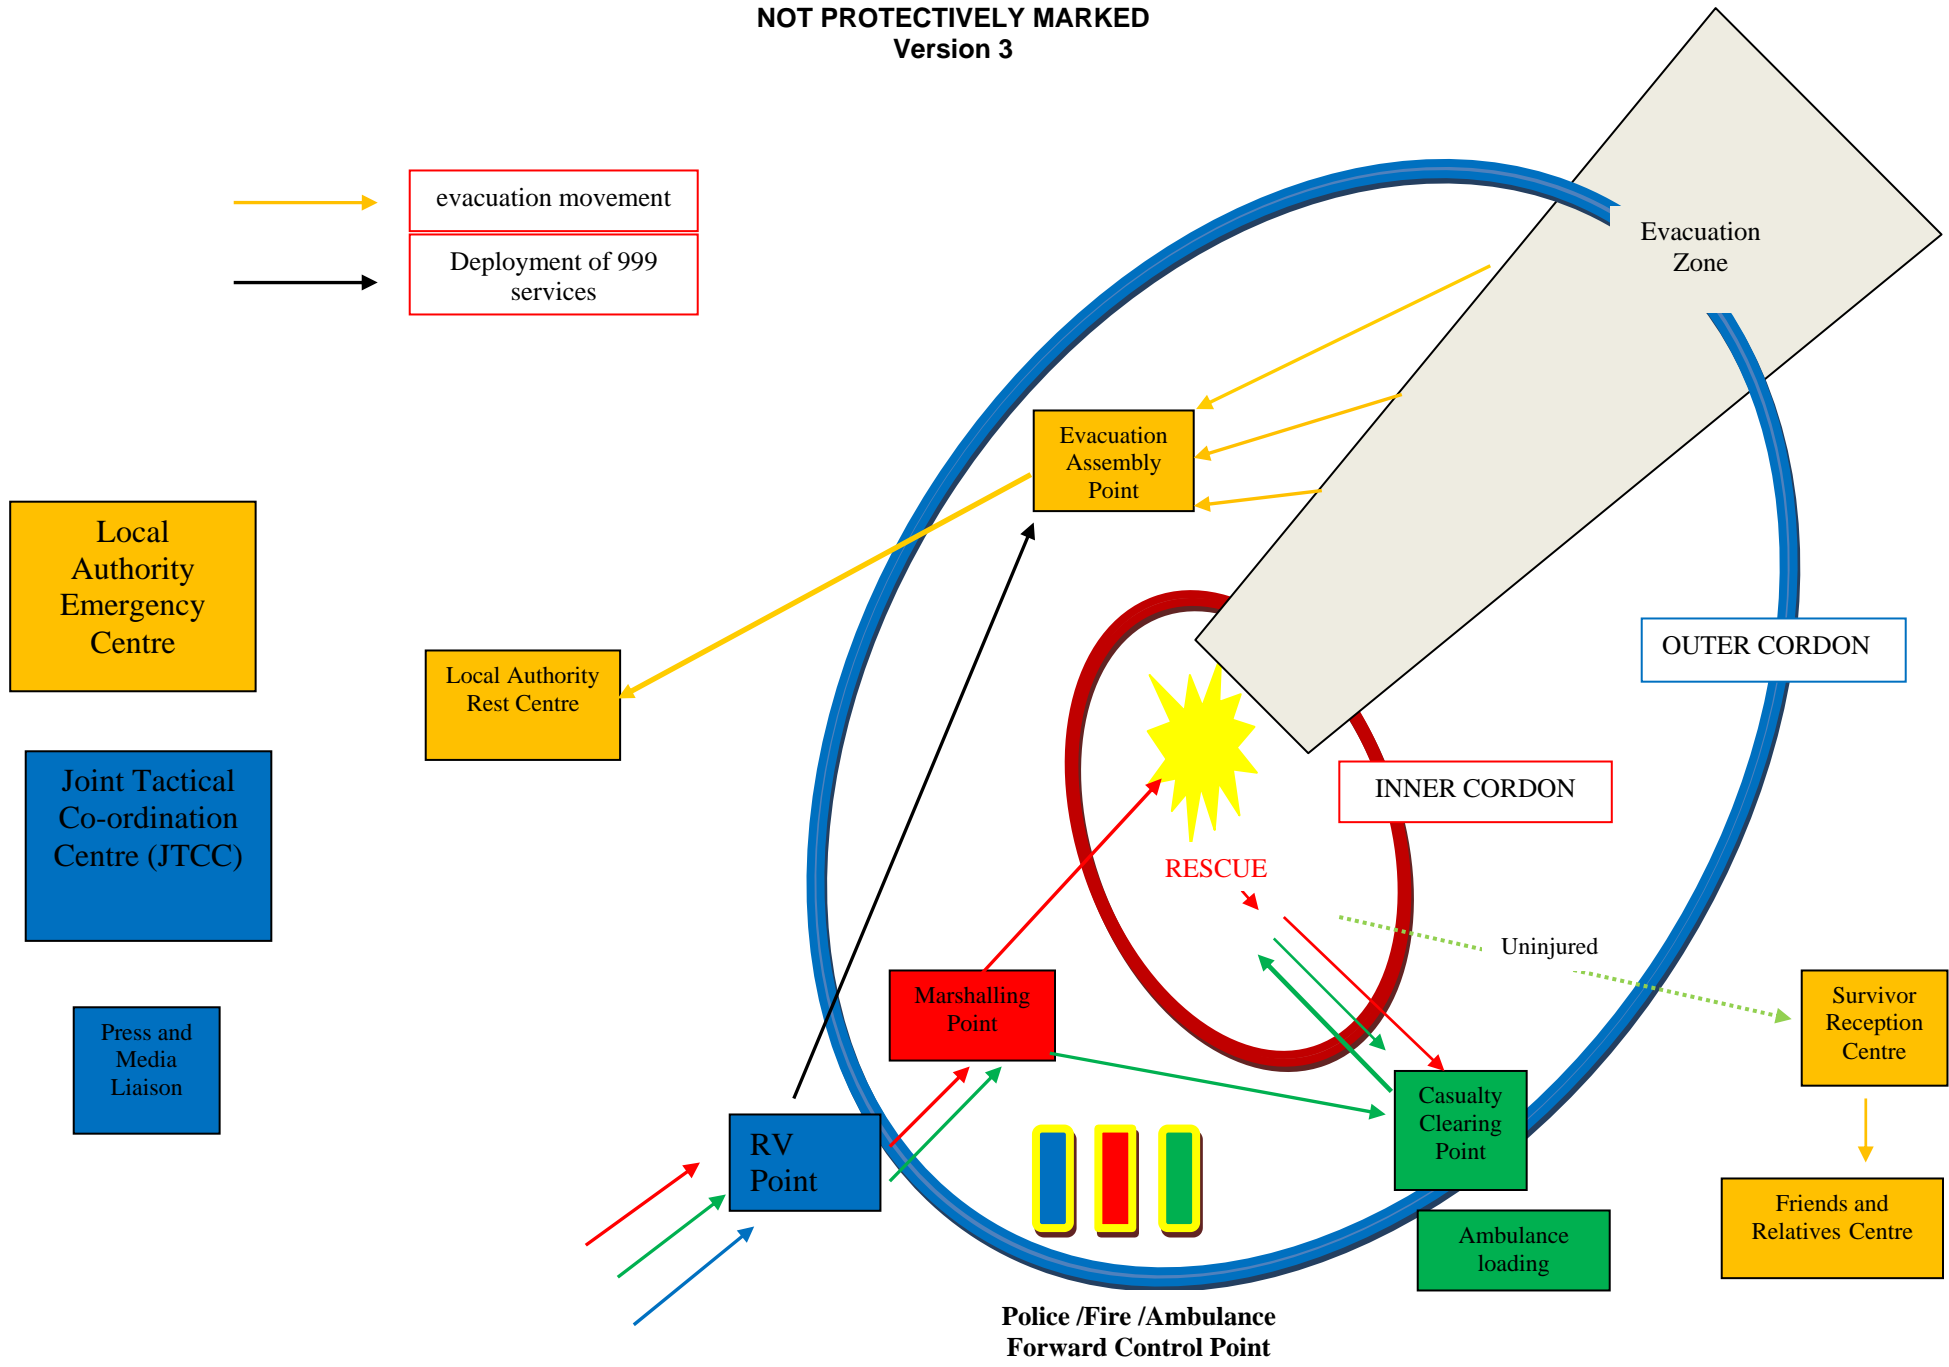 NOT PROTECTIVELY MARKED
Version 3
evacuation movement
Deployment of 999
services
Evacuation
Zone
Evacuation
Assembly
Point
Local
Authority
Emergency
Centre
Local Authority
Rest Centre
OUTER CORDON
Joint Tactical
Co-ordination
Centre (JTCC)
INNER CORDON
RESCUE
Uninjured
Marshalling
Point
Survivor
Reception
Centre
Press and
Media
Liaison
Casualty
Clearing
Point
RV
Point
Friends and
Relatives Centre
Ambulance
loading
Police /Fire /Ambulance
Forward Control Point